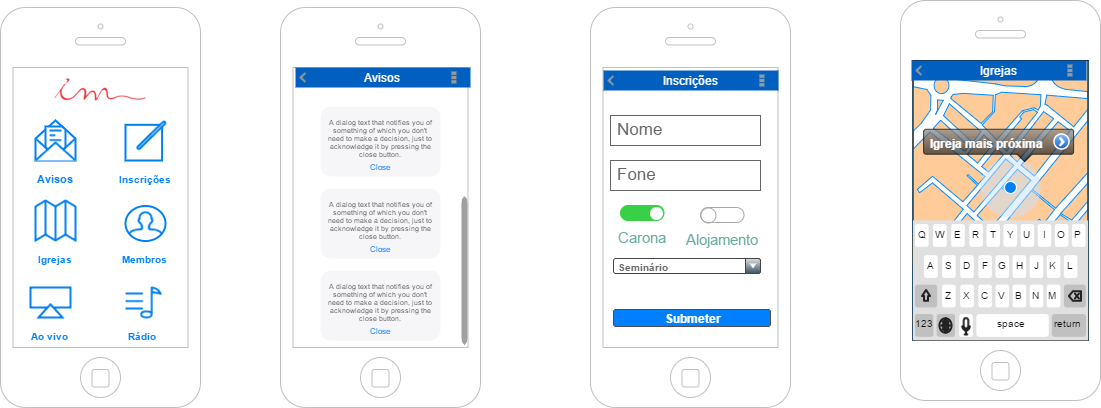 im
Avisos
Inscrições
Igrejas
Membros
Ao vivo
Rádio
Avisos
A dialog text that notifies you of
something of which you don't
need to make a decision, just to
acknowledge it by pressing the
close button.
Close
A dialog text that notifies you of
something of which you don't
need to make a decision, just to
acknowledge it by pressing the
close button.
Close
A dialog text that notifies you of
something of which you don't
need to make a decision, just to
acknowledge it by pressing the
close button.
Close
Inscrições
Nome
Fone
Carona
Alojamento
Seminário
Submeter
Igrejas
Igreja mais próxima
Q W E R T Y U I O P
A S D F G H J K L
Z X C V B N M
123 space return